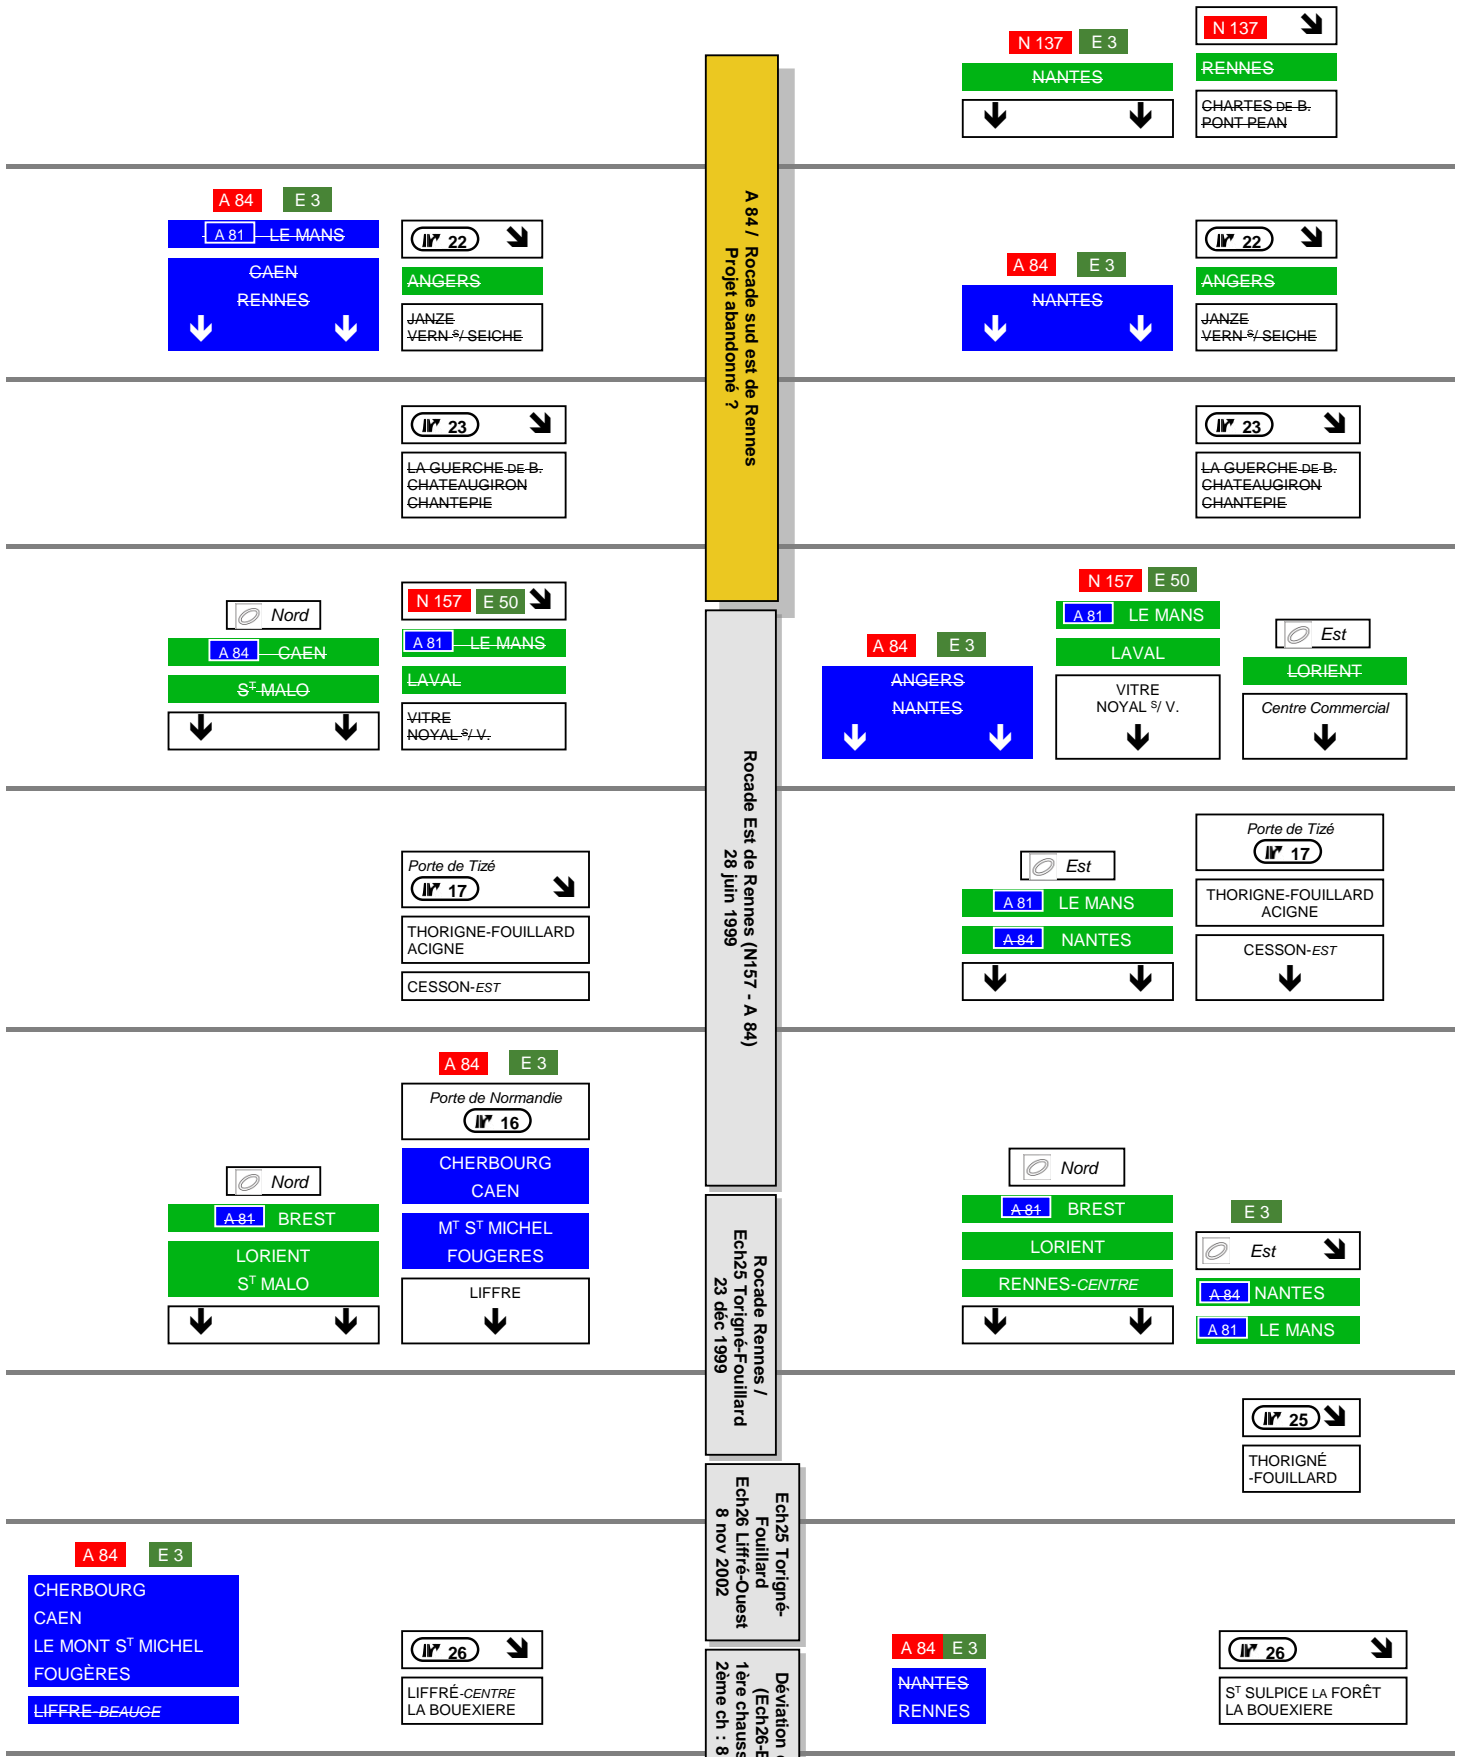 N 137 E 3
NANTES
N 137
RENNES
CHARTES DE B.
PONT PEAN
A 84 E 3
A 81 LE MANS
CAEN
RENNES
22
ANGERS
JANZE
VERN S/ SEICHE
A 84 / Rocade sud est de Rennes
Projet abandonné ?
A 84 E 3
NANTES
22
ANGERS
JANZE
VERN S/ SEICHE
23
LA GUERCHE DE B.
CHATEAUGIRON
CHANTEPIE
23
LA GUERCHE DE B.
CHATEAUGIRON
CHANTEPIE
Nord
A 84 CAEN
ST MALO
N 157 E 50
A 81 LE MANS
LAVAL
VITRE
NOYAL S/ V.
A 84 E 3
ANGERS
NANTES
N 157 E 50
A 81 LE MANS
LAVAL
VITRE
NOYAL S/ V.
Est
LORIENT
Centre Commercial
Rocade Est de Rennes (N157 - A 84)
28 juin 1999
Porte de Tizé
17
THORIGNE-FOUILLARD
ACIGNE
CESSON-EST
Est
A 81 LE MANS
A 84 NANTES
Porte de Tizé
17
THORIGNE-FOUILLARD
ACIGNE
CESSON-EST
Nord
A 81 BREST
LORIENT
ST MALO
A 84 E 3
Porte de Normandie
16
CHERBOURG
CAEN
MT ST MICHEL
FOUGERES
LIFFRE
Rocade Rennes /
Ech25 Torigné-Fouillard
23 déc 1999
Nord
A 81 BREST
LORIENT
RENNES-CENTRE
E 3
Est
A 84 NANTES
A 81 LE MANS
25
THORIGNÉ
-FOUILLARD
Ech25 Torigné-
Fouillard
Ech26 Liffré-Ouest
8 nov 2002
A 84 E 3
CHERBOURG
CAEN
LE MONT ST MICHEL
FOUGÈRES
LIFFRE-BEAUGE
26
LIFFRÉ-CENTRE
LA BOUEXIERE
Déviation
(Ech26-
1ère chauss
2ème ch : 8
A 84 E 3
NANTES
RENNES
26
ST SULPICE LA FORÊT
LA BOUEXIERE